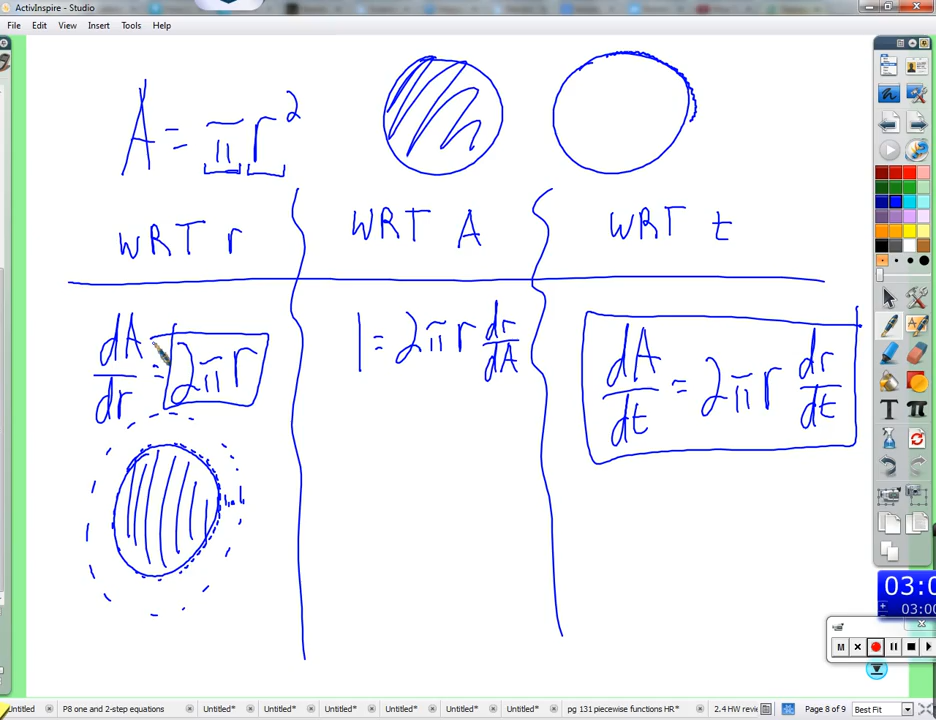 ActivInspire - Studio
File Edit View Insert Tools Help
A = πr²
WRT r
WRT A
WRT t
dA/dr = 2πr
1 = 2πr dr/dA
dA/dt = 2πr dr/dt
03:0
03:00
M
Untitled P8 one and 2-step equations Untitled* Untitled* Untitled* Untitled* Untitled* Untitled* pg 131 piecewise functions HR* 2.4 HW revi Page 8 of 9 Best Fit